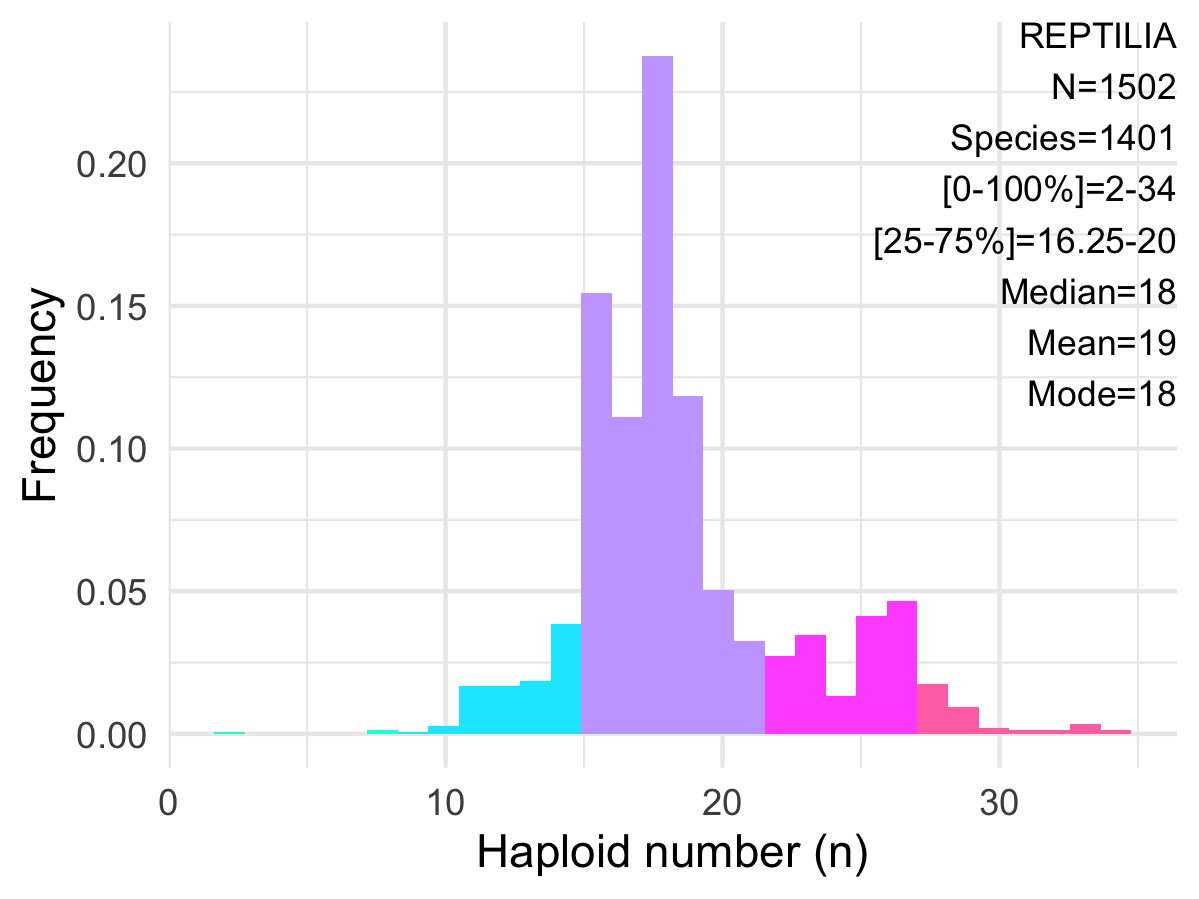 REPTILIA
N=1502
Species=1401
[0-100%]=2-34
[25-75%]=16.25-20
Median=18
Mean=19
Mode=18
Frequency
0.20
0.15
0.10
0.05
0.00
0 10 20 30
Haploid number (n)